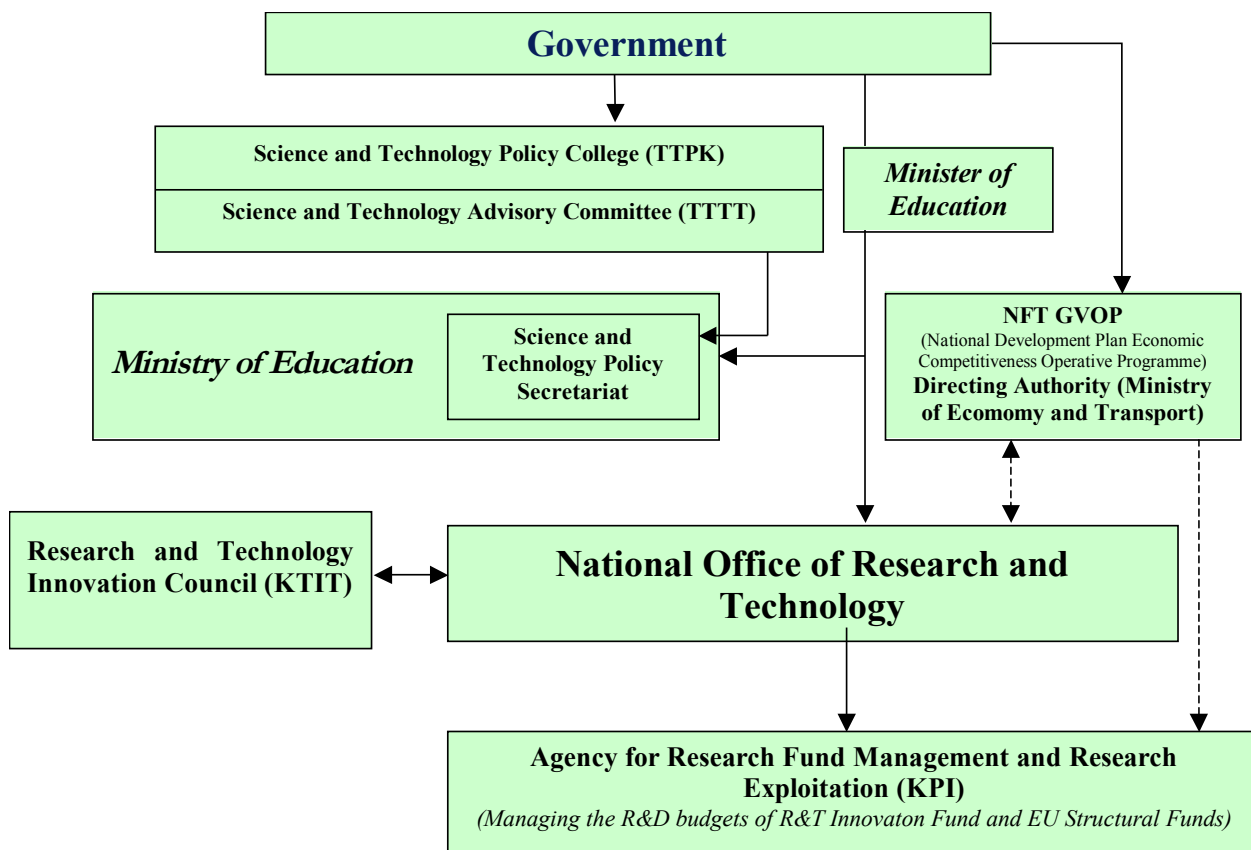 Government
Science and Technology Policy College (TTPK)
Science and Technology Advisory Committee (TTTT)
Minister of
Education
Ministry of Education
Science and
Technology Policy
Secretariat
NFT GVOP
(National Development Plan Economic
Competitiveness Operative Programme)
Directing Authority (Ministry
of Ecomomy and Transport)
Research and Technology
Innovation Council (KTIT)
National Office of Research and
Technology
Agency for Research Fund Management and Research
Exploitation (KPI)
(Managing the R&D budgets of R&T Innovaton Fund and EU Structural Funds)